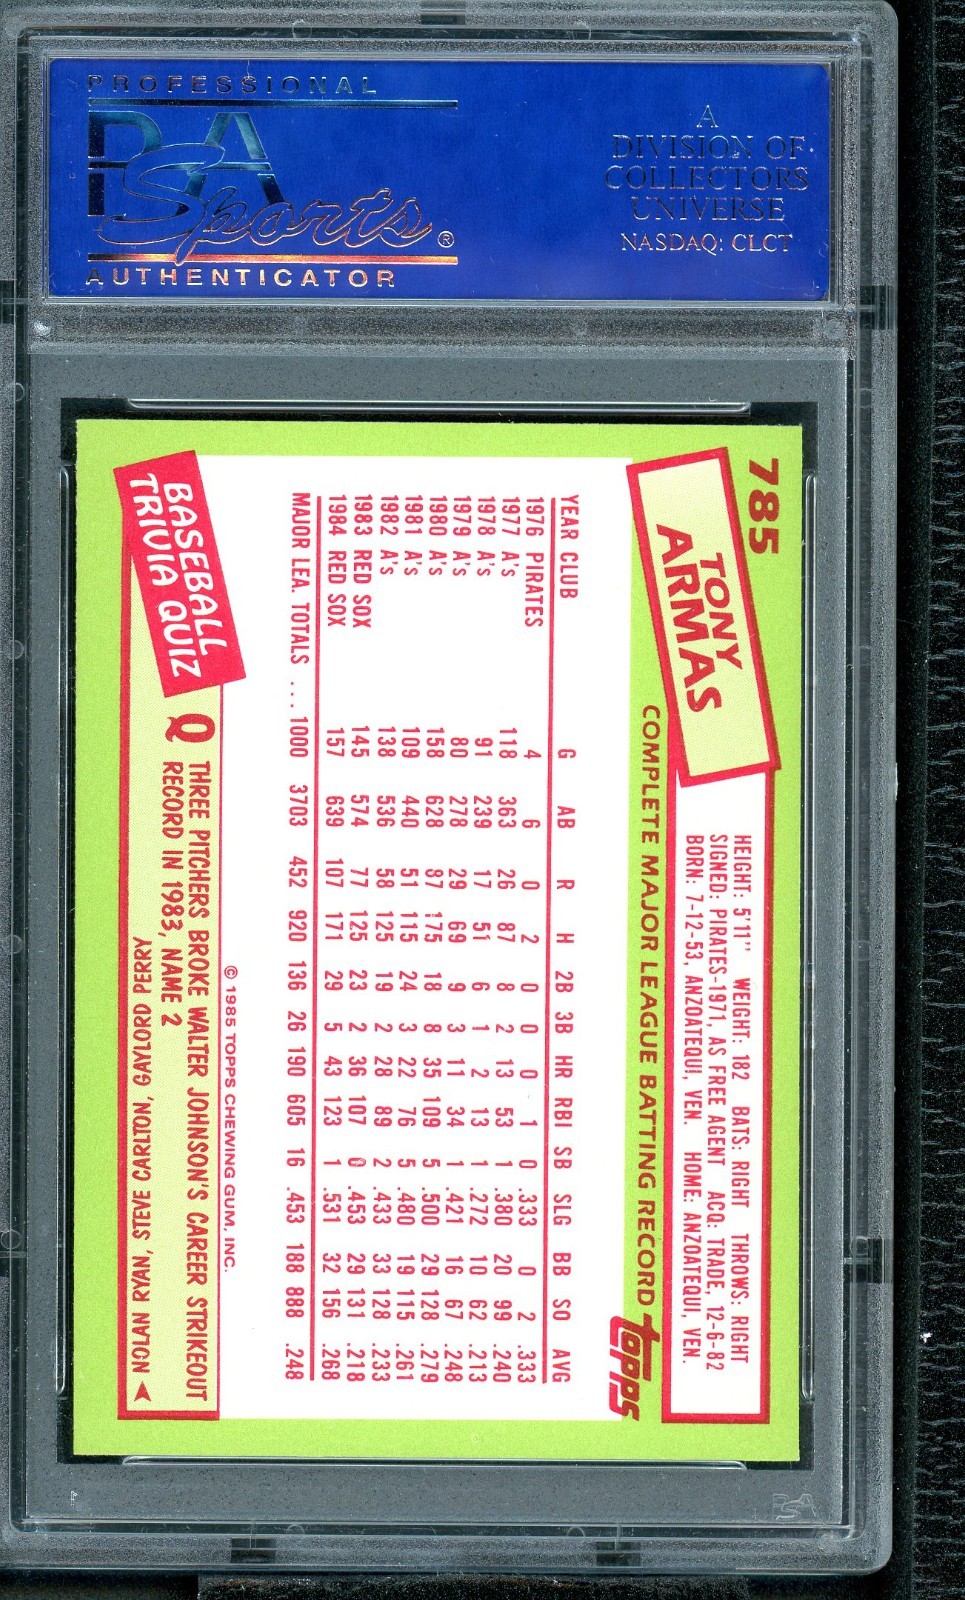 PROFESSIONAL
PSA
Sports®
AUTHENTICATOR
A
DIVISION OF
COLLECTORS
UNIVERSE
NASDAQ: CLCT
785
TONY
ARMAS
HEIGHT: 5'11" WEIGHT: 182 BATS: RIGHT THROWS: RIGHT
SIGNED: PIRATES-1971, AS FREE AGENT ACQ: TRADE, 12-6-82
BORN: 7-12-53, ANZOATEQUI, VEN. HOME: ANZOATEQUI, VEN.
COMPLETE MAJOR LEAGUE BATTING RECORD
topps
YEAR CLUB G AB R H 2B 3B HR RBI SB SLG BB SO AVG
1976 PIRATES 4 6 0 2 0 0 0 1 0 .333 0 2 .333
1977 A's 118 363 26 87 8 2 13 53 1 .380 20 99 .240
1978 A's 91 239 17 51 6 1 2 13 1 .272 10 62 .213
1979 A's 80 278 29 69 9 3 11 34 1 .421 16 67 .248
1980 A's 158 628 87 175 18 8 35 109 5 .500 29 128 .279
1981 A's 109 440 51 115 24 3 22 76 5 .480 19 115 .261
1982 A's 138 536 58 125 19 2 28 89 2 .433 33 128 .233
1983 RED SOX 145 574 77 125 23 2 36 107 0 .453 29 131 .218
1984 RED SOX 157 639 107 171 29 5 43 123 1 .531 32 156 .268
MAJOR LEA. TOTALS ... 1000 3703 452 920 136 26 190 605 16 .453 188 888 .248
© 1985 TOPPS CHEWING GUM, INC.
BASEBALL
TRIVIA QUIZ
Q THREE PITCHERS BROKE WALTER JOHNSON'S CAREER STRIKEOUT
RECORD IN 1983, NAME 2
◄ NOLAN RYAN, STEVE CARLTON, GAYLORD PERRY
PSA